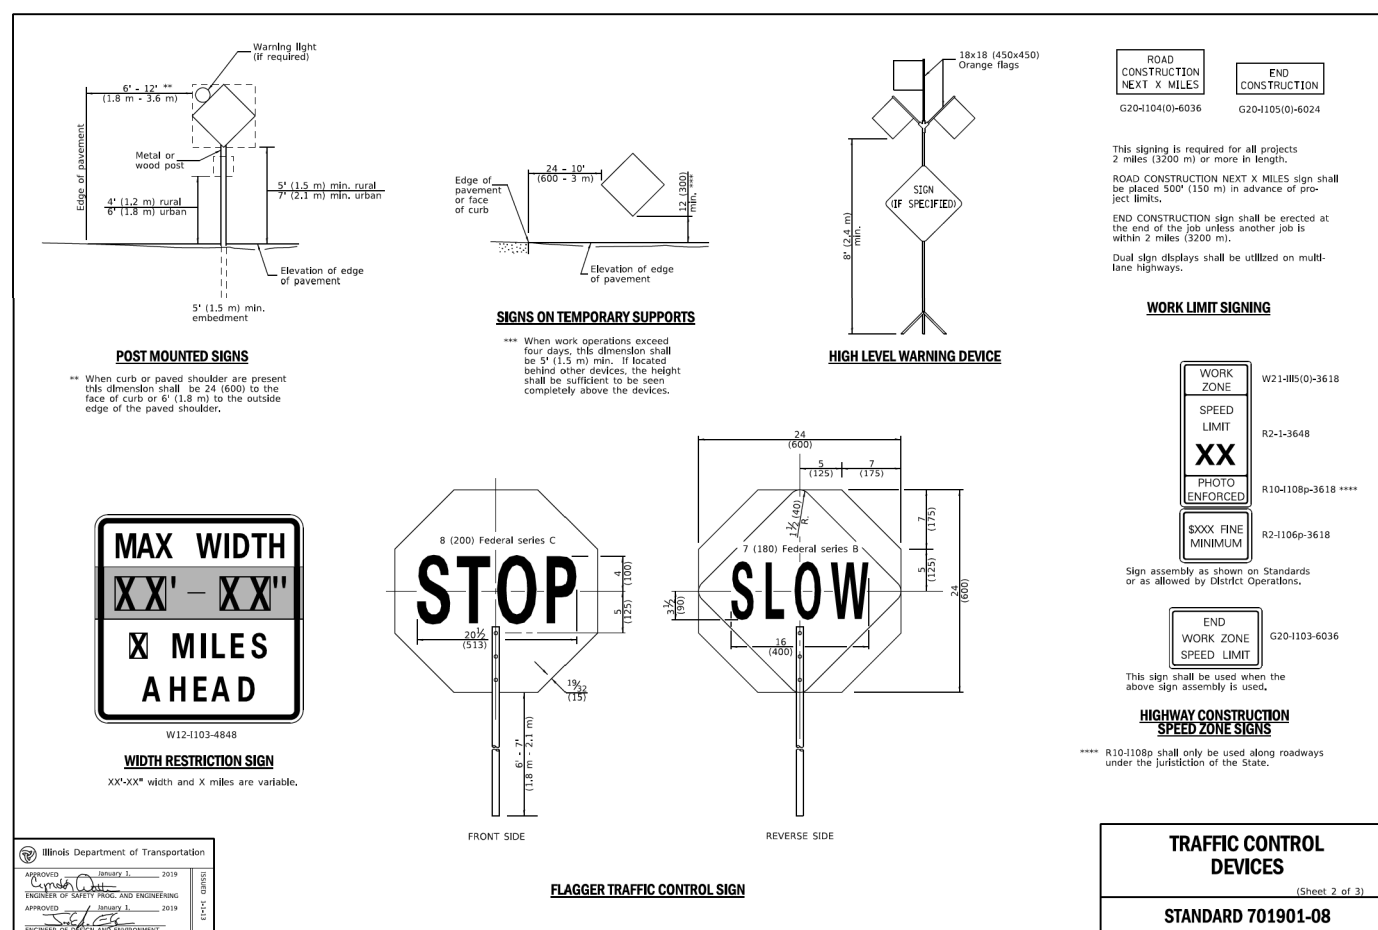 Warning light
(if required)
6' - 12' **
(1.8 m - 3.6 m)
Edge of pavement
Metal or
wood post
5' (1.5 m) min. rural
7' (2.1 m) min. urban
4' (1.2 m) rural
6' (1.8 m) urban
Elevation of edge
of pavement
5' (1.5 m) min.
embedment
POST MOUNTED SIGNS
** When curb or paved shoulder are present
this dimension shall be 24 (600) to the
face of curb or 6' (1.8 m) to the outside
edge of the paved shoulder.
24 - 10'
(600 - 3 m)
Edge of
pavement
or face
of curb
12 (300)
min. ***
Elevation of edge
of pavement
SIGNS ON TEMPORARY SUPPORTS
*** When work operations exceed
four days, this dimension shall
be 5' (1.5 m) min. If located
behind other devices, the height
shall be sufficient to be seen
completely above the devices.
18x18 (450x450)
Orange flags
SIGN
(IF SPECIFIED)
8' (2.4 m)
min.
HIGH LEVEL WARNING DEVICE
ROAD
CONSTRUCTION
NEXT X MILES
G20-I104(0)-6036
END
CONSTRUCTION
G20-I105(0)-6024
This signing is required for all projects
2 miles (3200 m) or more in length.
ROAD CONSTRUCTION NEXT X MILES sign shall
be placed 500' (150 m) in advance of pro-
ject limits.
END CONSTRUCTION sign shall be erected at
the end of the job unless another job is
within 2 miles (3200 m).
Dual sign displays shall be utilized on multi-
lane highways.
WORK LIMIT SIGNING
WORK
ZONE
W21-III5(0)-3618
SPEED
LIMIT
XX
R2-1-3648
PHOTO
ENFORCED
R10-I108p-3618 ****
$XXX FINE
MINIMUM
R2-I106p-3618
Sign assembly as shown on Standards
or as allowed by District Operations.
END
WORK ZONE
SPEED LIMIT
G20-I103-6036
This sign shall be used when the
above sign assembly is used.
HIGHWAY CONSTRUCTION
SPEED ZONE SIGNS
**** R10-I108p shall only be used along roadways
under the juristiction of the State.
MAX WIDTH
XX' - XX"
X MILES
AHEAD
W12-I103-4848
WIDTH RESTRICTION SIGN
XX'-XX" width and X miles are variable.
8 (200) Federal series C
STOP
4
(100)
5
(125)
20½
(513)
19/32
(15)
6' - 7'
(1.8 m - 2.1 m)
FRONT SIDE
24
(600)
5
(125)
7
(175)
1½ (40)
R.
7 (180) Federal series B
SLOW
7
(175)
5
(125)
24
(600)
3½
(90)
16
(400)
REVERSE SIDE
FLAGGER TRAFFIC CONTROL SIGN
Illinois Department of Transportation
APPROVED January 1, 2019
ENGINEER OF SAFETY PROG. AND ENGINEERING
APPROVED January 1, 2019
ENGINEER OF DESIGN AND ENVIRONMENT
ISSUED 1-1-13
TRAFFIC CONTROL
DEVICES
(Sheet 2 of 3)
STANDARD 701901-08